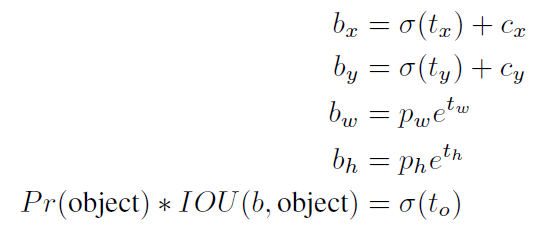 b_x = σ(t_x) + c_x
b_y = σ(t_y) + c_y
b_w = p_w e^{t_w}
b_h = p_h e^{t_h}
Pr(object) ∗ IOU(b, object) = σ(t_o)